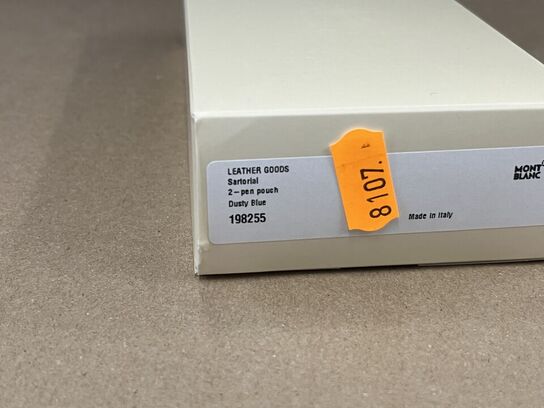 LEATHER GOODS
Sartorial
2-pen pouch
Dusty Blue
198255
8107.
Made in Italy
MONT
BLANC